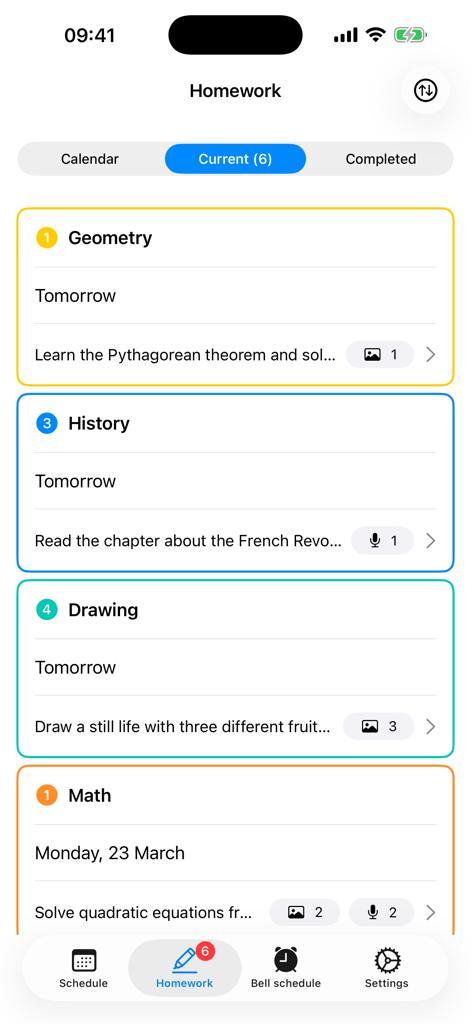 09:41
Homework
Calendar
Current (6)
Completed
1 Geometry
Tomorrow
Learn the Pythagorean theorem and sol... 1
3 History
Tomorrow
Read the chapter about the French Revo... 1
4 Drawing
Tomorrow
Draw a still life with three different fruit... 3
1 Math
Monday, 23 March
Solve quadratic equations fr... 2 2
6
Schedule Homework Bell schedule Settings